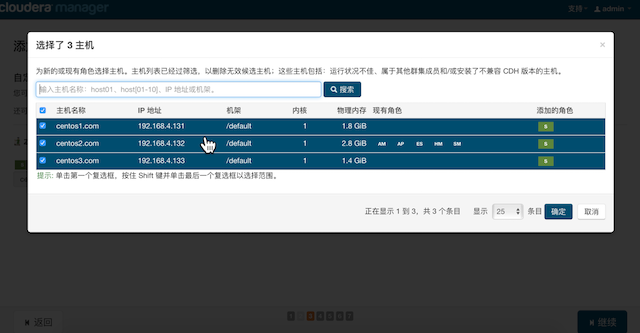 cloudera manager
支持
admin
添
选择了 3 主机
×
自定
为新的或现有角色选择主机。主机列表已经过筛选，以删除无效候选主机；这些主机包括：运行状况不佳、属于其他群集成员和/或安装了不兼容 CDH 版本的主机。
输入主机名称：host01、host[01-10]、IP 地址或机架。
搜索
主机名称 IP 地址 机架 内核 物理内存 现有角色 添加的角色
centos1.com 192.168.4.131 /default 1 1.8 GiB S
centos2.com 192.168.4.132 /default 1 2.8 GiB AM AP ES HM SM S
centos3.com 192.168.4.133 /default 1 1.4 GiB S
提示: 单击第一个复选框，按住 Shift 键并单击最后一个复选框以选择范围。
正在显示 1 到 3，共 3 个条目 显示 25 条目 确定 取消
返回
继续